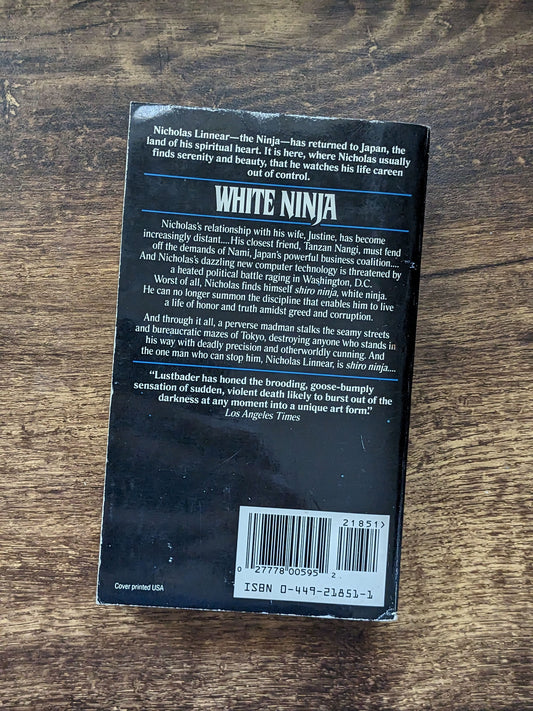 Nicholas Linnear—the Ninja—has returned to Japan, the
land of his spiritual heart. It is here, where Nicholas usually
finds serenity and beauty, that he watches his life careen
out of control.
WHITE NINJA
Nicholas's relationship with his wife, Justine, has become
increasingly distant....His closest friend, Tanzan Nangi, must fend
off the demands of Nami, Japan's powerful business coalition....
And Nicholas's dazzling new computer technology is threatened by
a heated political battle raging in Washington, D.C.
Worst of all, Nicholas finds himself shiro ninja, white ninja.
He can no longer summon the discipline that enables him to live
a life of honor and truth amidst greed and corruption.
And through it all, a perverse madman stalks the seamy streets
and bureaucratic mazes of Tokyo, destroying anyone who stands in
his way with deadly precision and otherworldly cunning. And
the one man who can stop him, Nicholas Linnear, is shiro ninja....
"Lustbader has honed the brooding, goose-bumply
sensation of sudden, violent death likely to burst out of the
darkness at any moment into a unique art form."
Los Angeles Times
21851>
0 27778 00595 2
ISBN 0-449-21851-1
Cover printed USA